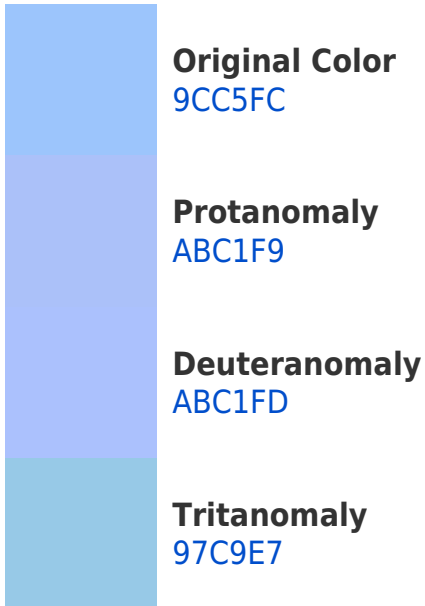 Original Color
9CC5FC
Protanomaly
ABC1F9
Deuteranomaly
ABC1FD
Tritanomaly
97C9E7